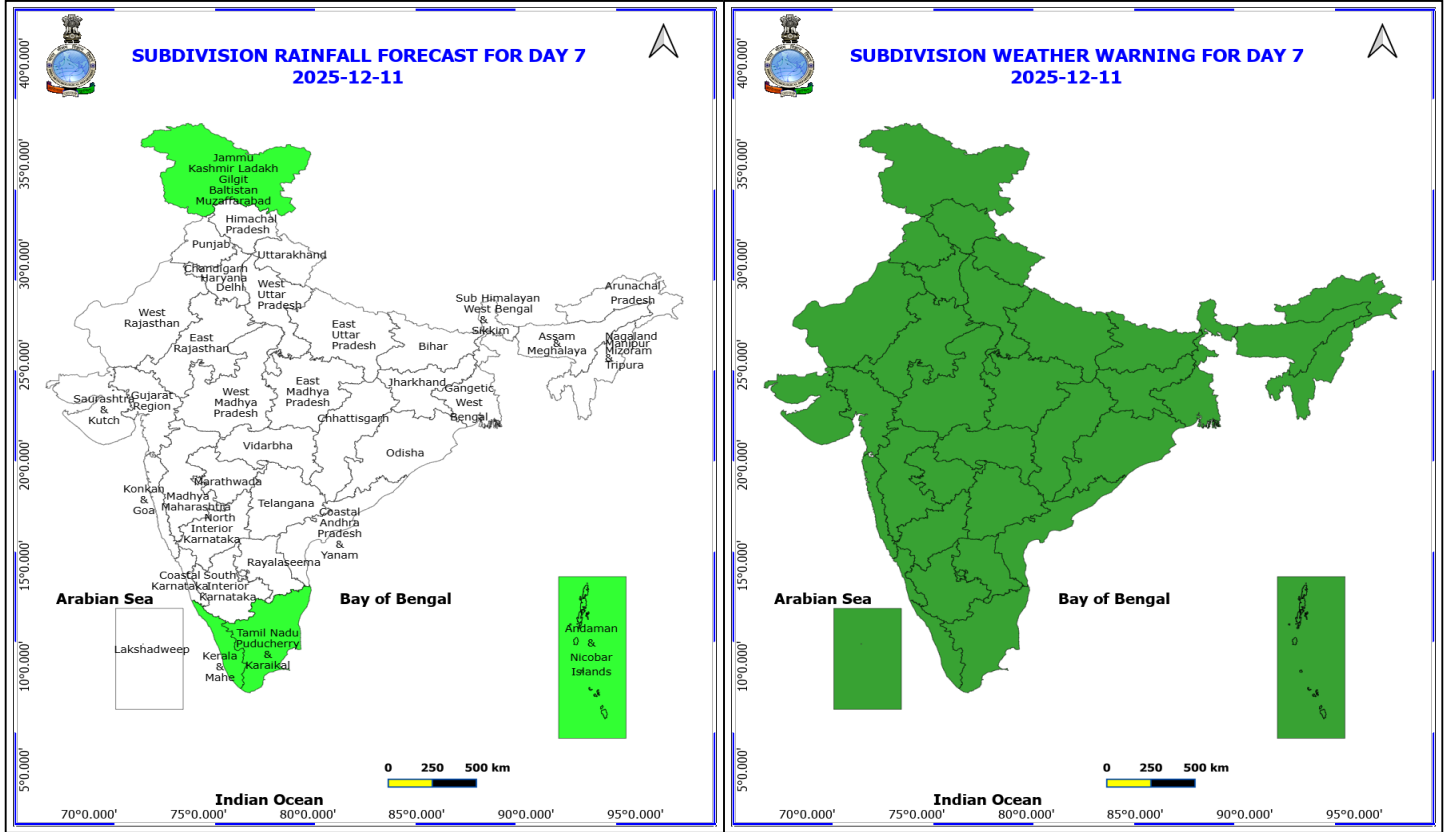 SUBDIVISION RAINFALL FORECAST FOR DAY 7
2025-12-11
40°0.000'
35°0.000'
30°0.000'
25°0.000'
20°0.000'
15°0.000'
10°0.000'
5°0.000'
Jammu
Kashmir Ladakh
Gilgit
Baltistan
Muzaffarabad
Himachal
Pradesh
Punjab
Uttarakhand
Chandigarh
Haryana
Delhi
West
Uttar
Pradesh
Arunachal
Pradesh
Sub Himalayan
West Bengal
&
Sikkim
West
Rajasthan
East
Rajasthan
East
Uttar
Pradesh
Bihar
Assam
&
Meghalaya
Nagaland
Manipur
Mizoram
&
Tripura
Saurashtra
&
Kutch
Gujarat
Region
West
Madhya
Pradesh
East
Madhya
Pradesh
Jharkhand
Gangetic
West
Bengal
Chhattisgarh
Vidarbha
Odisha
Konkan
&
Goa
Marathwada
Madhya
Maharashtra
Telangana
North
Interior
Karnataka
Coastal
Andhra
Pradesh
&
Yanam
Rayalaseema
Coastal
Karnataka
South
Interior
Karnataka
Arabian Sea
Bay of Bengal
Lakshadweep
Kerala
&
Mahe
Tamil Nadu
Puducherry
&
Karaikal
Andaman
&
Nicobar
Islands
0 250 500 km
Indian Ocean
70°0.000' 75°0.000' 80°0.000' 85°0.000' 90°0.000' 95°0.000'
SUBDIVISION WEATHER WARNING FOR DAY 7
2025-12-11
40°0.000'
35°0.000'
30°0.000'
25°0.000'
20°0.000'
15°0.000'
10°0.000'
5°0.000'
Arabian Sea
Bay of Bengal
0 250 500 km
Indian Ocean
70°0.000' 75°0.000' 80°0.000' 85°0.000' 90°0.000' 95°0.000'